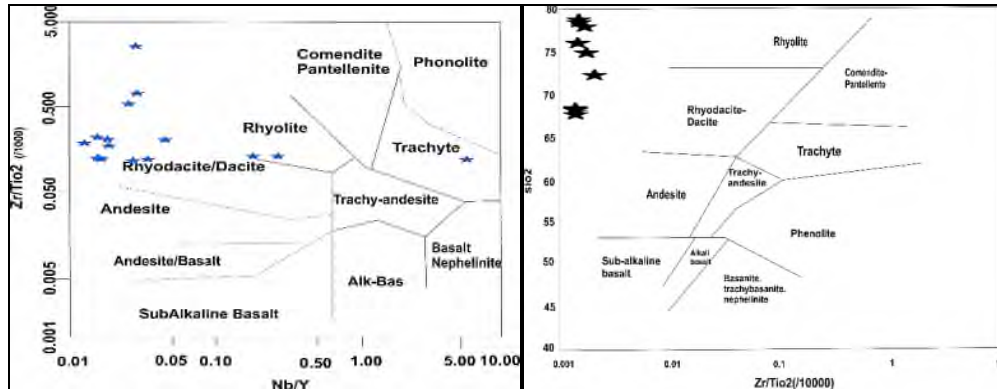 5.000
0.500
0.050
0.005
0.001
Zr/Tio2 (/1000)
Comendite
Pantellenite
Phonolite
Rhyolite
Trachyte
Rhyodacite/Dacite
Andesite
Trachy-andesite
Andesite/Basalt
Basalt
Nephelinite
Alk-Bas
SubAlkaline Basalt
0.01 0.05 0.10 0.50 1.00 5.00 10.00
Nb/Y
80
75
70
65
60
55
50
45
40
sio2
Rhyolite
Comendite-
Pantellente
Rhyodacite-
Dacite
Trachyte
Trachy-
andesite
Andesite
Phenolite
Sub-alkaline
basalt
Alkali
basalt
Basanite,
trachybasanite,
nephelinite
0.001 0.01 0.1 1 10
Zr/Tio2(/10000)